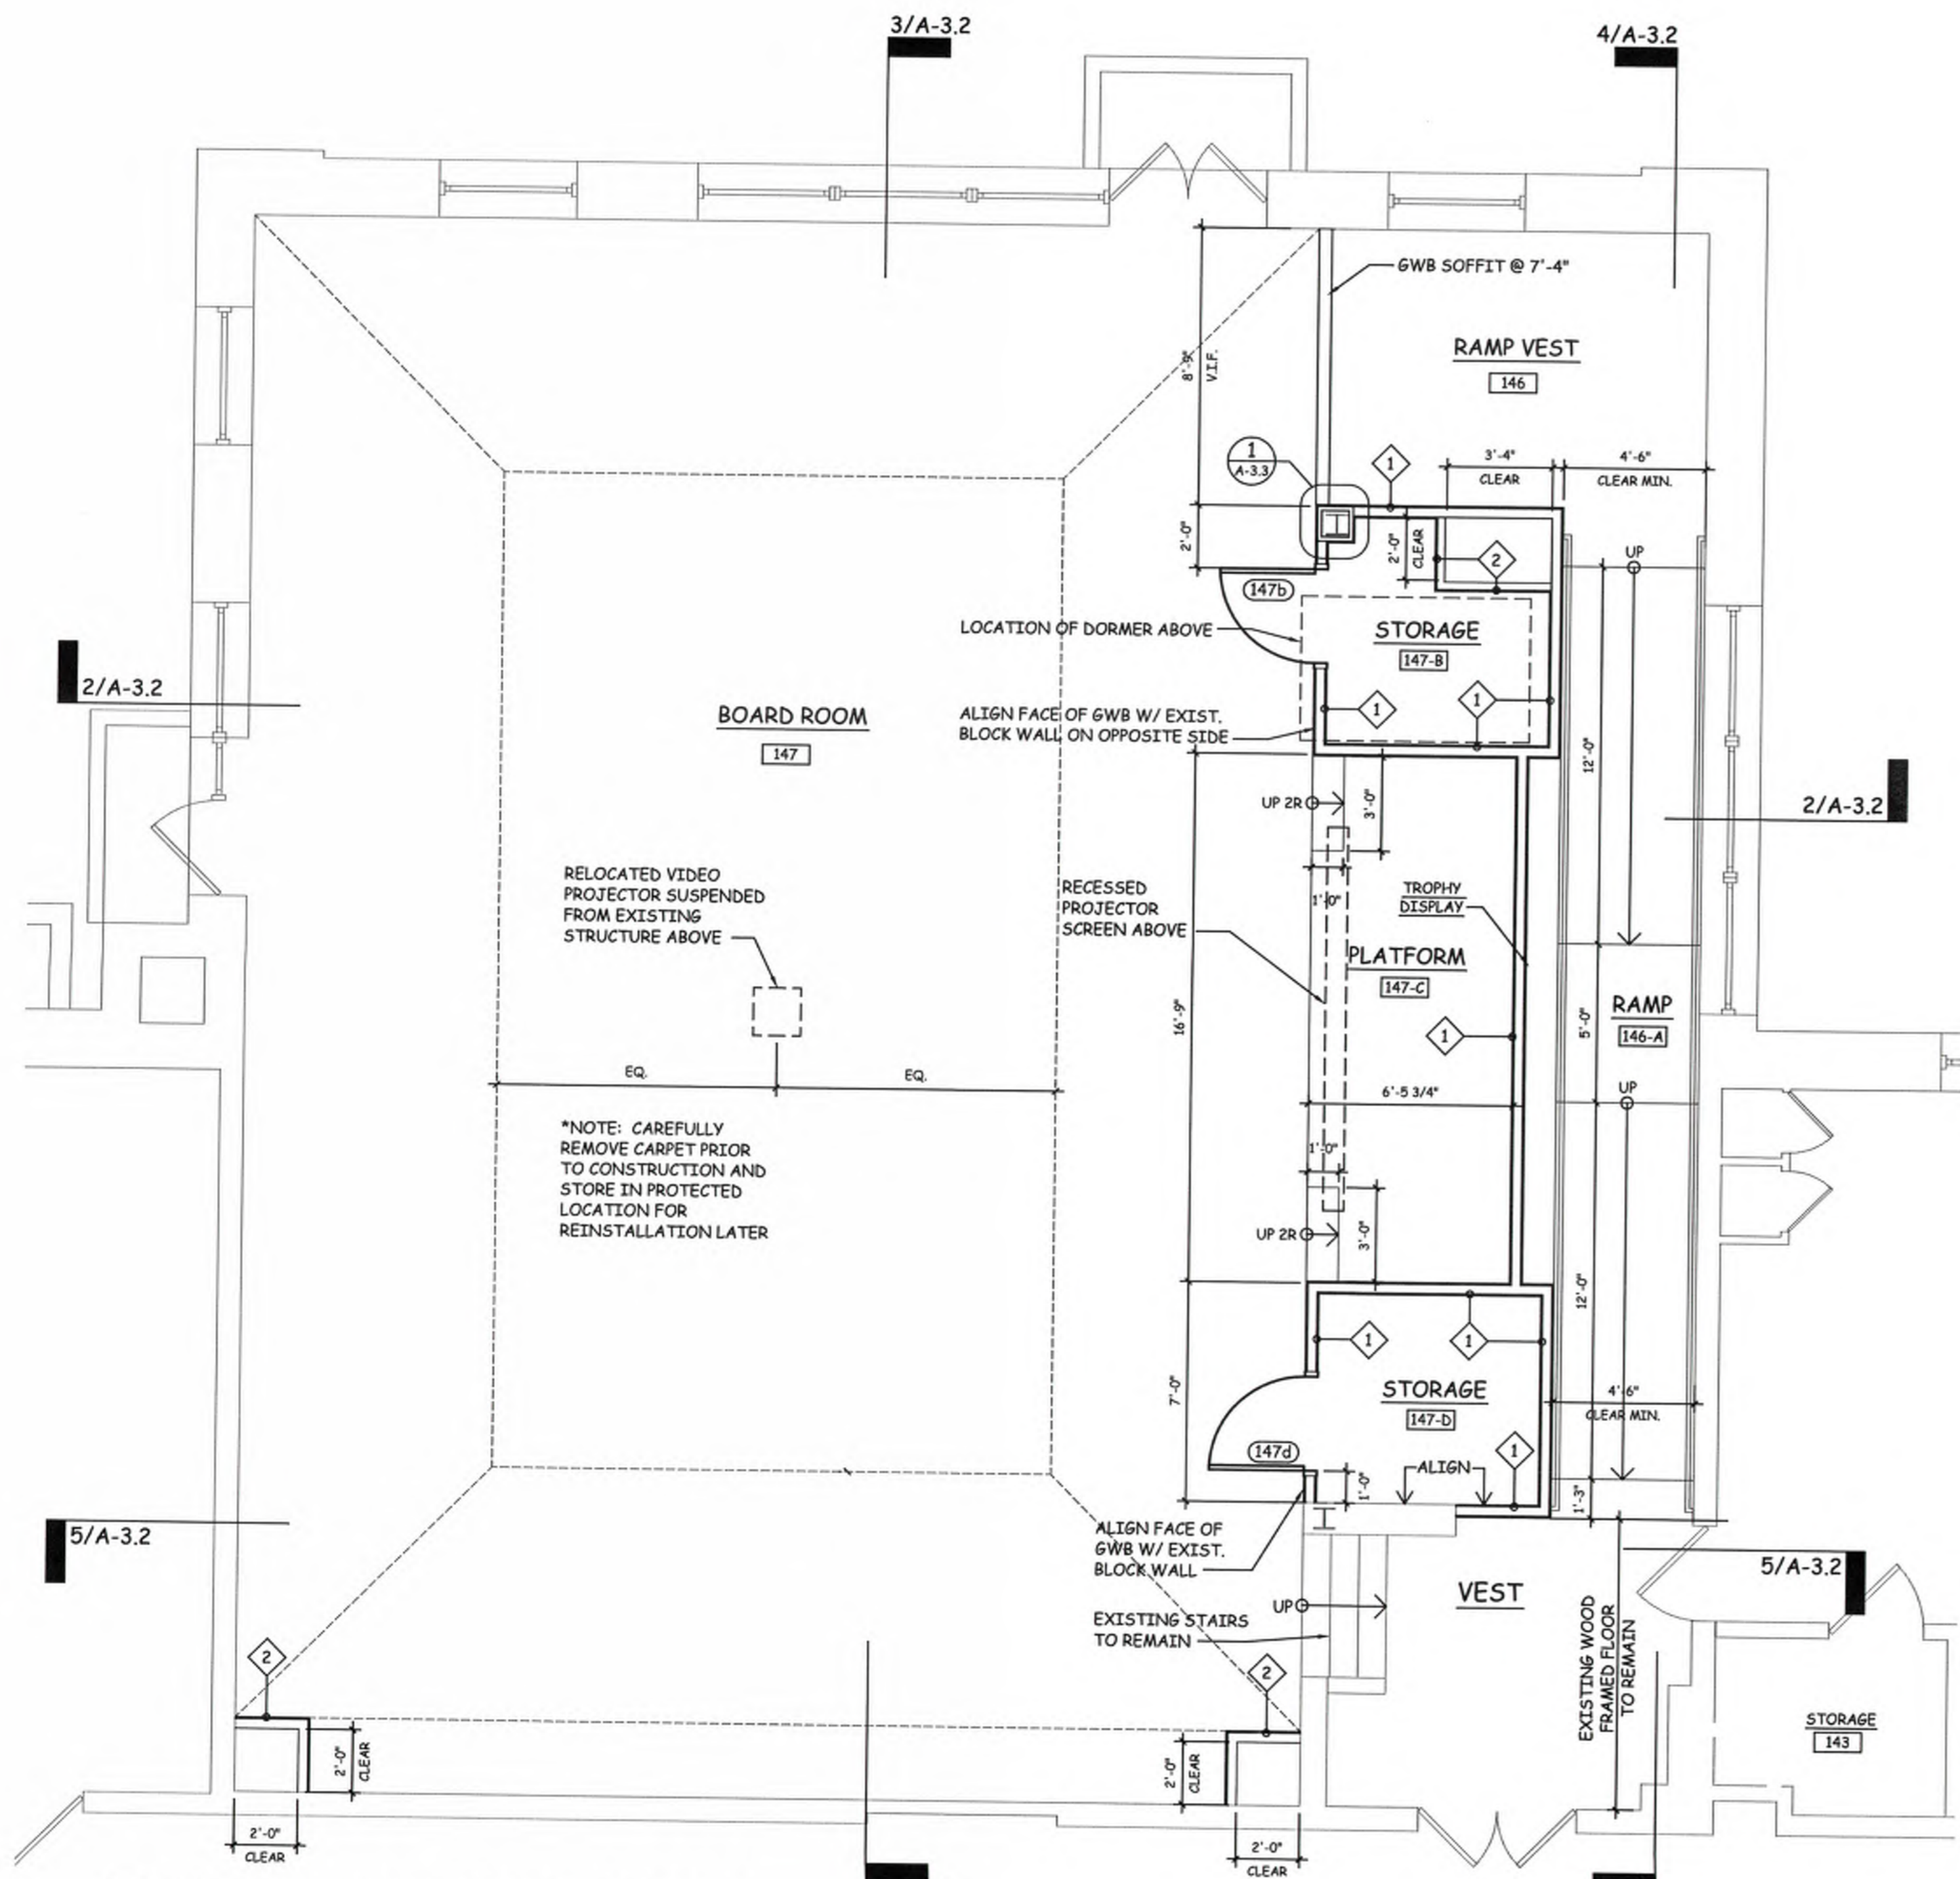 3/A-3.2
4/A-3.2
GWB SOFFIT @ 7'-4"
RAMP VEST
146
8'-9"
V.I.F.
1
A-3.3
1
3'-4"
CLEAR
4'-6"
CLEAR MIN.
2'-0"
2'-0"
CLEAR
2
UP
147b
LOCATION OF DORMER ABOVE
STORAGE
147-B
2/A-3.2
BOARD ROOM
147
ALIGN FACE OF GWB W/ EXIST.
BLOCK WALL ON OPPOSITE SIDE
1
1
12'-0"
UP 2R
3'-0"
2/A-3.2
RELOCATED VIDEO
PROJECTOR SUSPENDED
FROM EXISTING
STRUCTURE ABOVE
RECESSED
PROJECTOR
SCREEN ABOVE
1'-0"
TROPHY
DISPLAY
PLATFORM
147-C
16'-9"
1
5'-0"
RAMP
146-A
EQ.
EQ.
6'-5 3/4"
UP
*NOTE: CAREFULLY
REMOVE CARPET PRIOR
TO CONSTRUCTION AND
STORE IN PROTECTED
LOCATION FOR
REINSTALLATION LATER
1'-0"
UP 2R
3'-0"
12'-0"
1
1
7'-0"
STORAGE
147-D
4'-6"
CLEAR MIN.
147d
ALIGN
1
1'-0"
1'-3"
5/A-3.2
ALIGN FACE OF
GWB W/ EXIST.
BLOCK WALL
5/A-3.2
UP
VEST
EXISTING STAIRS
TO REMAIN
EXISTING WOOD
FRAMED FLOOR
TO REMAIN
2
2
STORAGE
143
2'-0"
CLEAR
2'-0"
CLEAR
2'-0"
CLEAR
2'-0"
CLEAR